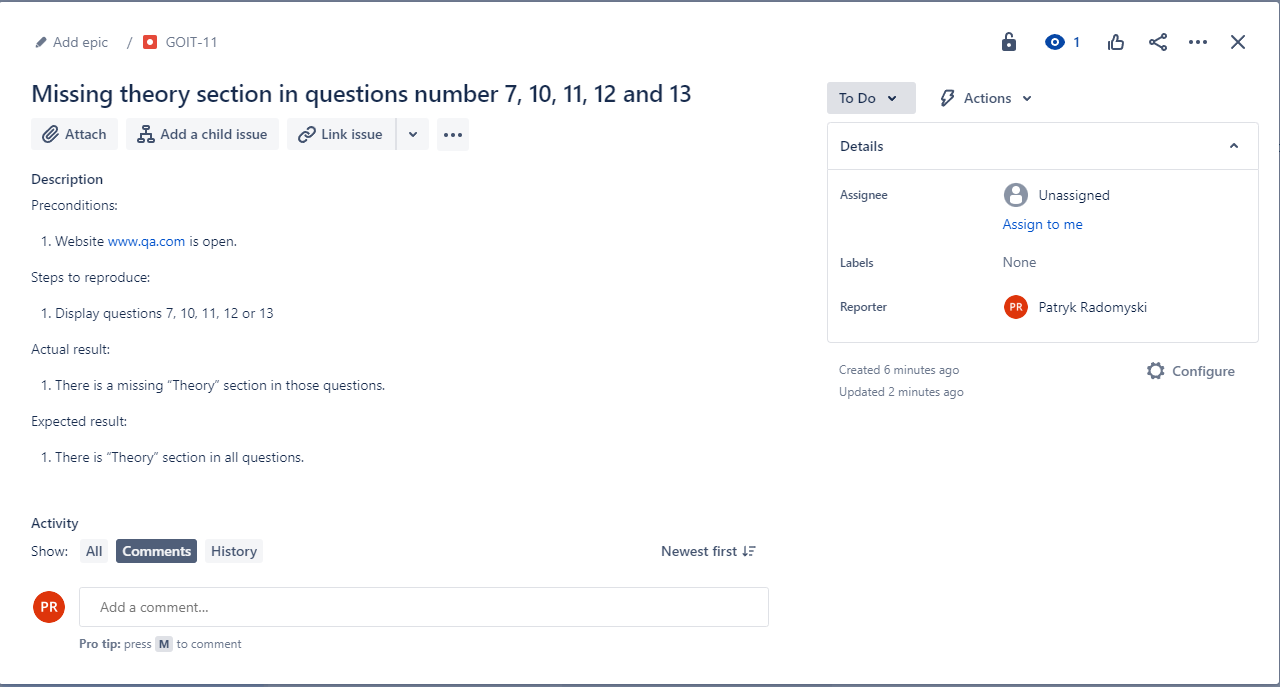 Add epic / GOIT-11
1
Missing theory section in questions number 7, 10, 11, 12 and 13
Attach Add a child issue Link issue
Description
Preconditions:
1. Website www.qa.com is open.
Steps to reproduce:
1. Display questions 7, 10, 11, 12 or 13
Actual result:
1. There is a missing “Theory” section in those questions.
Expected result:
1. There is “Theory” section in all questions.
Activity
Show: All Comments History Newest first
PR Add a comment...
Pro tip: press M to comment
To Do Actions
Details
Assignee Unassigned
Assign to me
Labels None
Reporter PR Patryk Radomyski
Created 6 minutes ago Configure
Updated 2 minutes ago